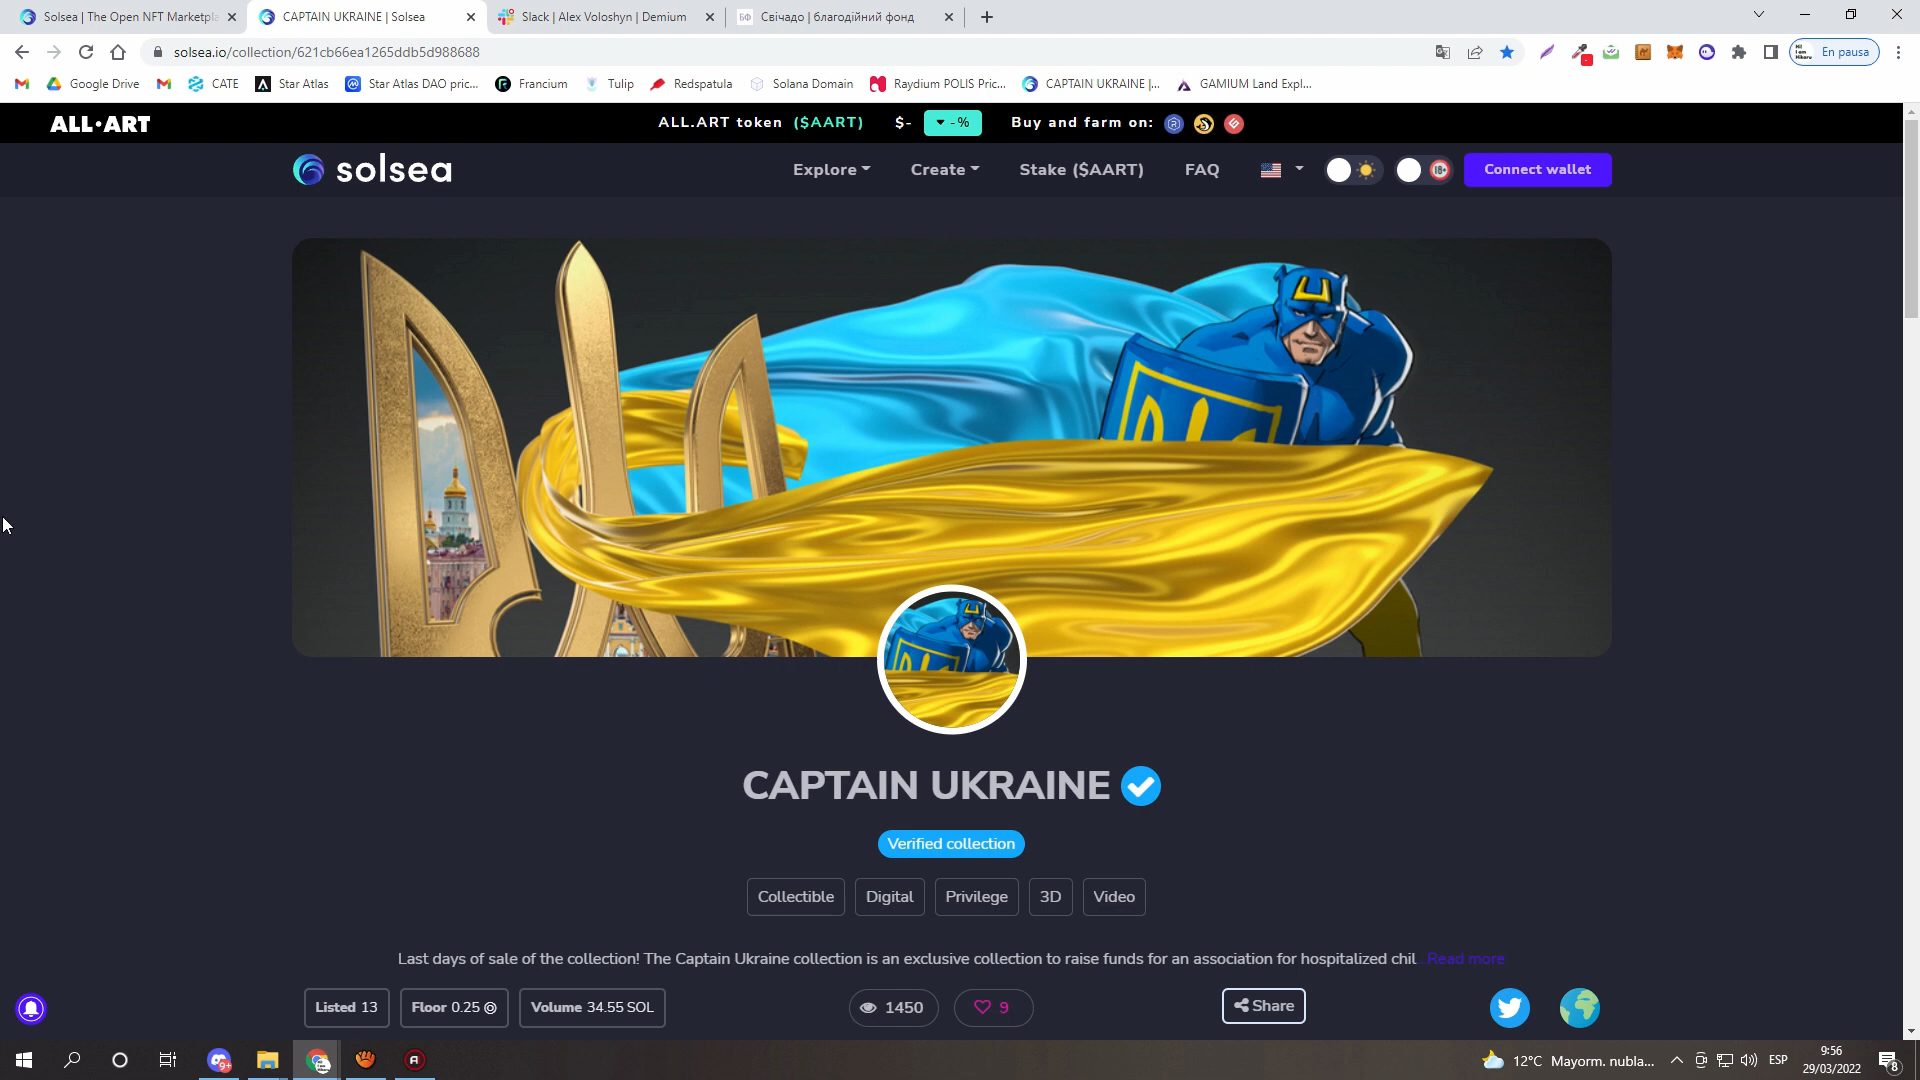 Solsea | The Open NFT Marketpla
CAPTAIN UKRAINE | Solsea
Slack | Alex Voloshyn | Demium
БФ
Свічадо | благодійний фонд
solsea.io/collection/621cb66ea1265ddb5d988688
En pausa
Google Drive
CATE
Star Atlas
Star Atlas DAO pric...
Francium
Tulip
Redspatula
Solana Domain
Raydium POLIS Pric...
CAPTAIN UKRAINE |...
GAMIUM Land Expl...
ALL•ART
ALL.ART token ($AART) $- -% Buy and farm on:
solsea
Explore
Create
Stake ($AART)
FAQ
18+
Connect wallet
CAPTAIN UKRAINE
Verified collection
Collectible
Digital
Privilege
3D
Video
Last days of sale of the collection! The Captain Ukraine collection is an exclusive collection to raise funds for an association for hospitalized chil...Read more
Listed 13
Floor 0.25
Volume 34.55 SOL
1450
9
Share
9+
12°C Mayorm. nubla...
ESP
9:56
29/03/2022
8